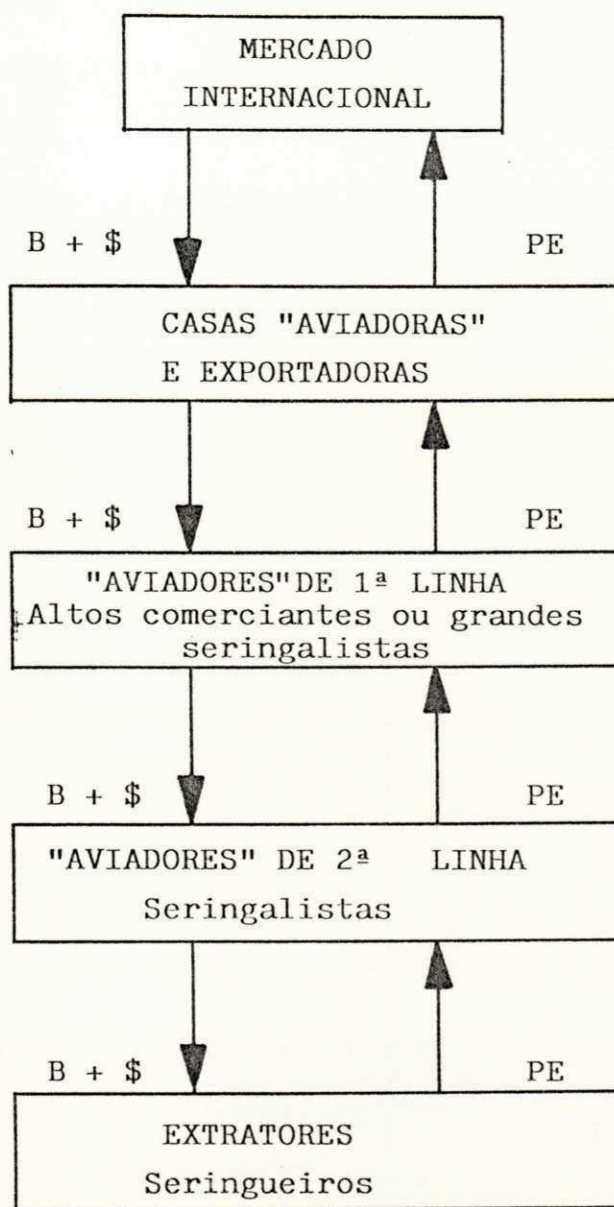 MERCADO
INTERNACIONAL
B + $ PE
CASAS "AVIADORAS"
E EXPORTADORAS
B + $ PE
"AVIADORES" DE 1ª LINHA
Altos comerciantes ou grandes
seringalistas
B + $ PE
"AVIADORES" DE 2ª LINHA
Seringalistas
B + $ PE
EXTRATORES
Seringueiros